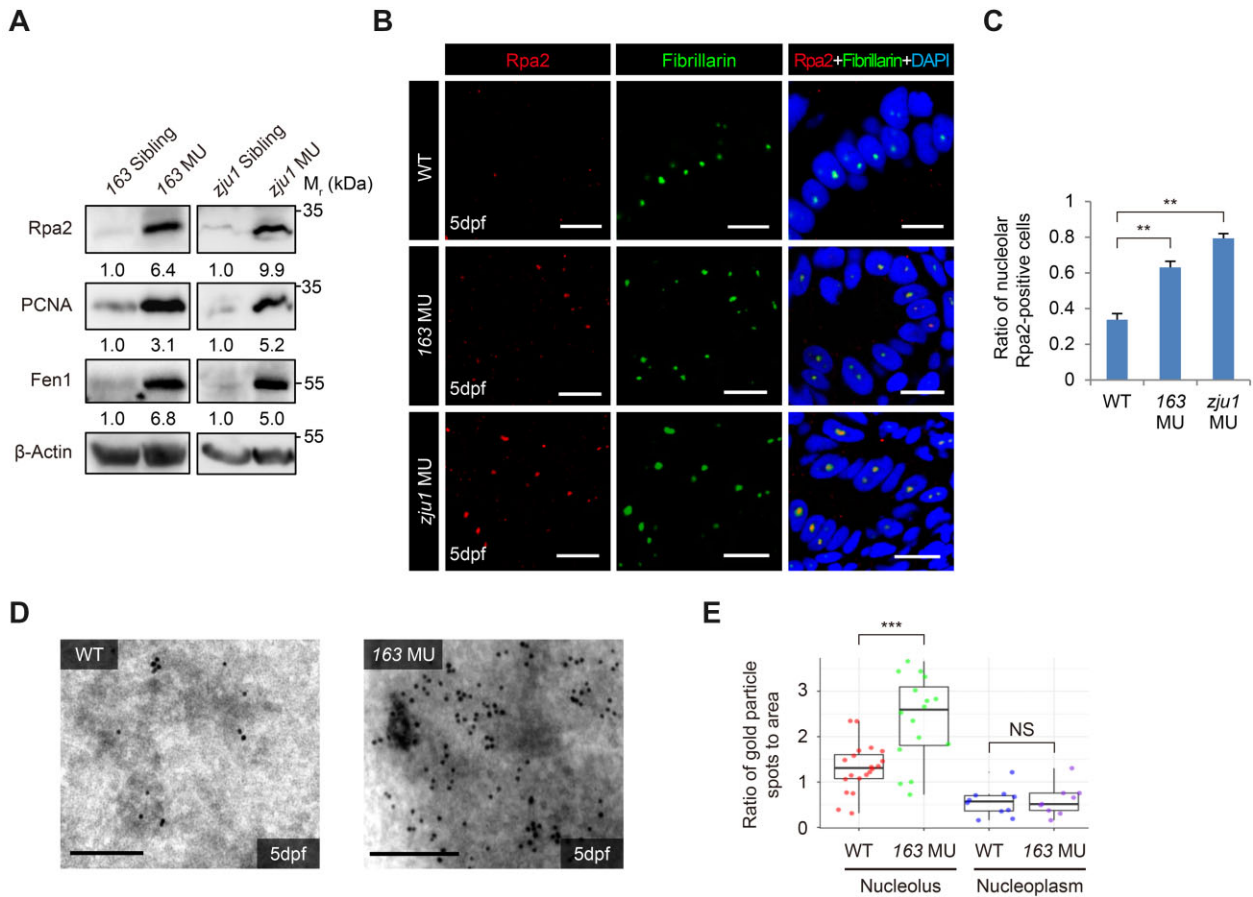 A
163 Sibling
163 MU
zju1 Sibling
zju1 MU
Mr (kDa)
Rpa2
35
1.0 6.4 1.0 9.9
PCNA
35
1.0 3.1 1.0 5.2
Fen1
55
1.0 6.8 1.0 5.0
β-Actin
55
B
Rpa2 Fibrillarin Rpa2+Fibrillarin+DAPI
WT
5dpf
163 MU
5dpf
zju1 MU
5dpf
C
Ratio of nucleolar
Rpa2-positive cells
1
0.8
0.6
0.4
0.2
0
**
**
WT 163 zju1
MU MU
D
WT
5dpf
163 MU
5dpf
E
Ratio of gold particle
spots to area
3
2
1
0
***
NS
WT 163 MU WT 163 MU
Nucleolus Nucleoplasm